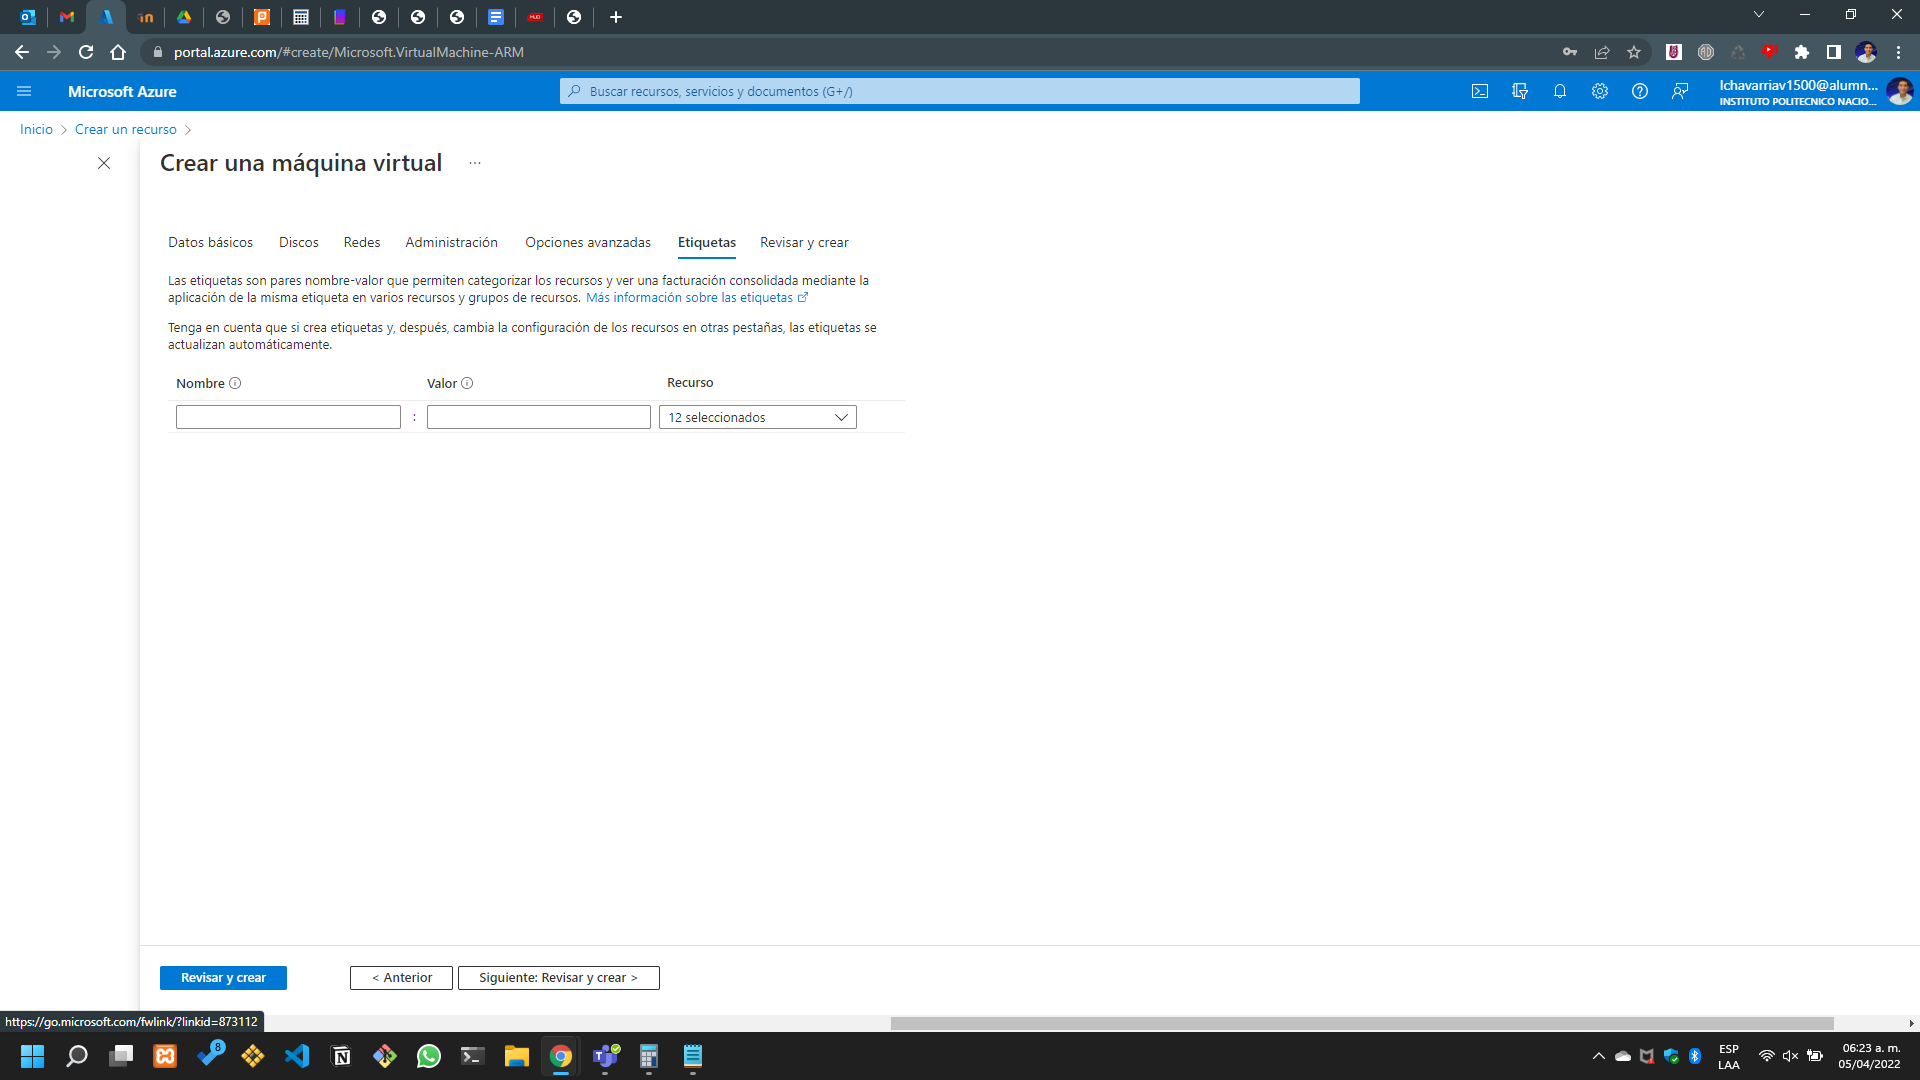 portal.azure.com/#create/Microsoft.VirtualMachine-ARM
Microsoft Azure
Buscar recursos, servicios y documentos (G+/)
lchavarriav1500@alumn...
INSTITUTO POLITECNICO NACIO...
Inicio > Crear un recurso >
Crear una máquina virtual ...
Datos básicos Discos Redes Administración Opciones avanzadas Etiquetas Revisar y crear
Las etiquetas son pares nombre-valor que permiten categorizar los recursos y ver una facturación consolidada mediante la
aplicación de la misma etiqueta en varios recursos y grupos de recursos. Más información sobre las etiquetas
Tenga en cuenta que si crea etiquetas y, después, cambia la configuración de los recursos en otras pestañas, las etiquetas se
actualizan automáticamente.
Nombre Valor Recurso
: 12 seleccionados
Revisar y crear < Anterior Siguiente: Revisar y crear >
https://go.microsoft.com/fwlink/?linkid=873112
8
ESP
LAA
06:23 a. m.
05/04/2022